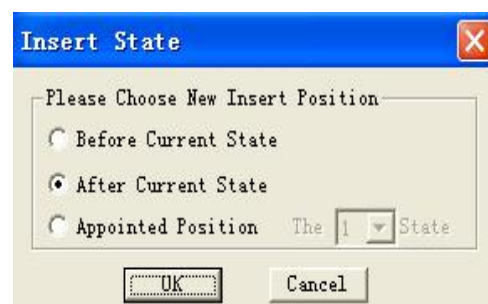 Insert State
Please Choose New Insert Position
Before Current State
After Current State
Appointed Position The 1 State
OK Cancel